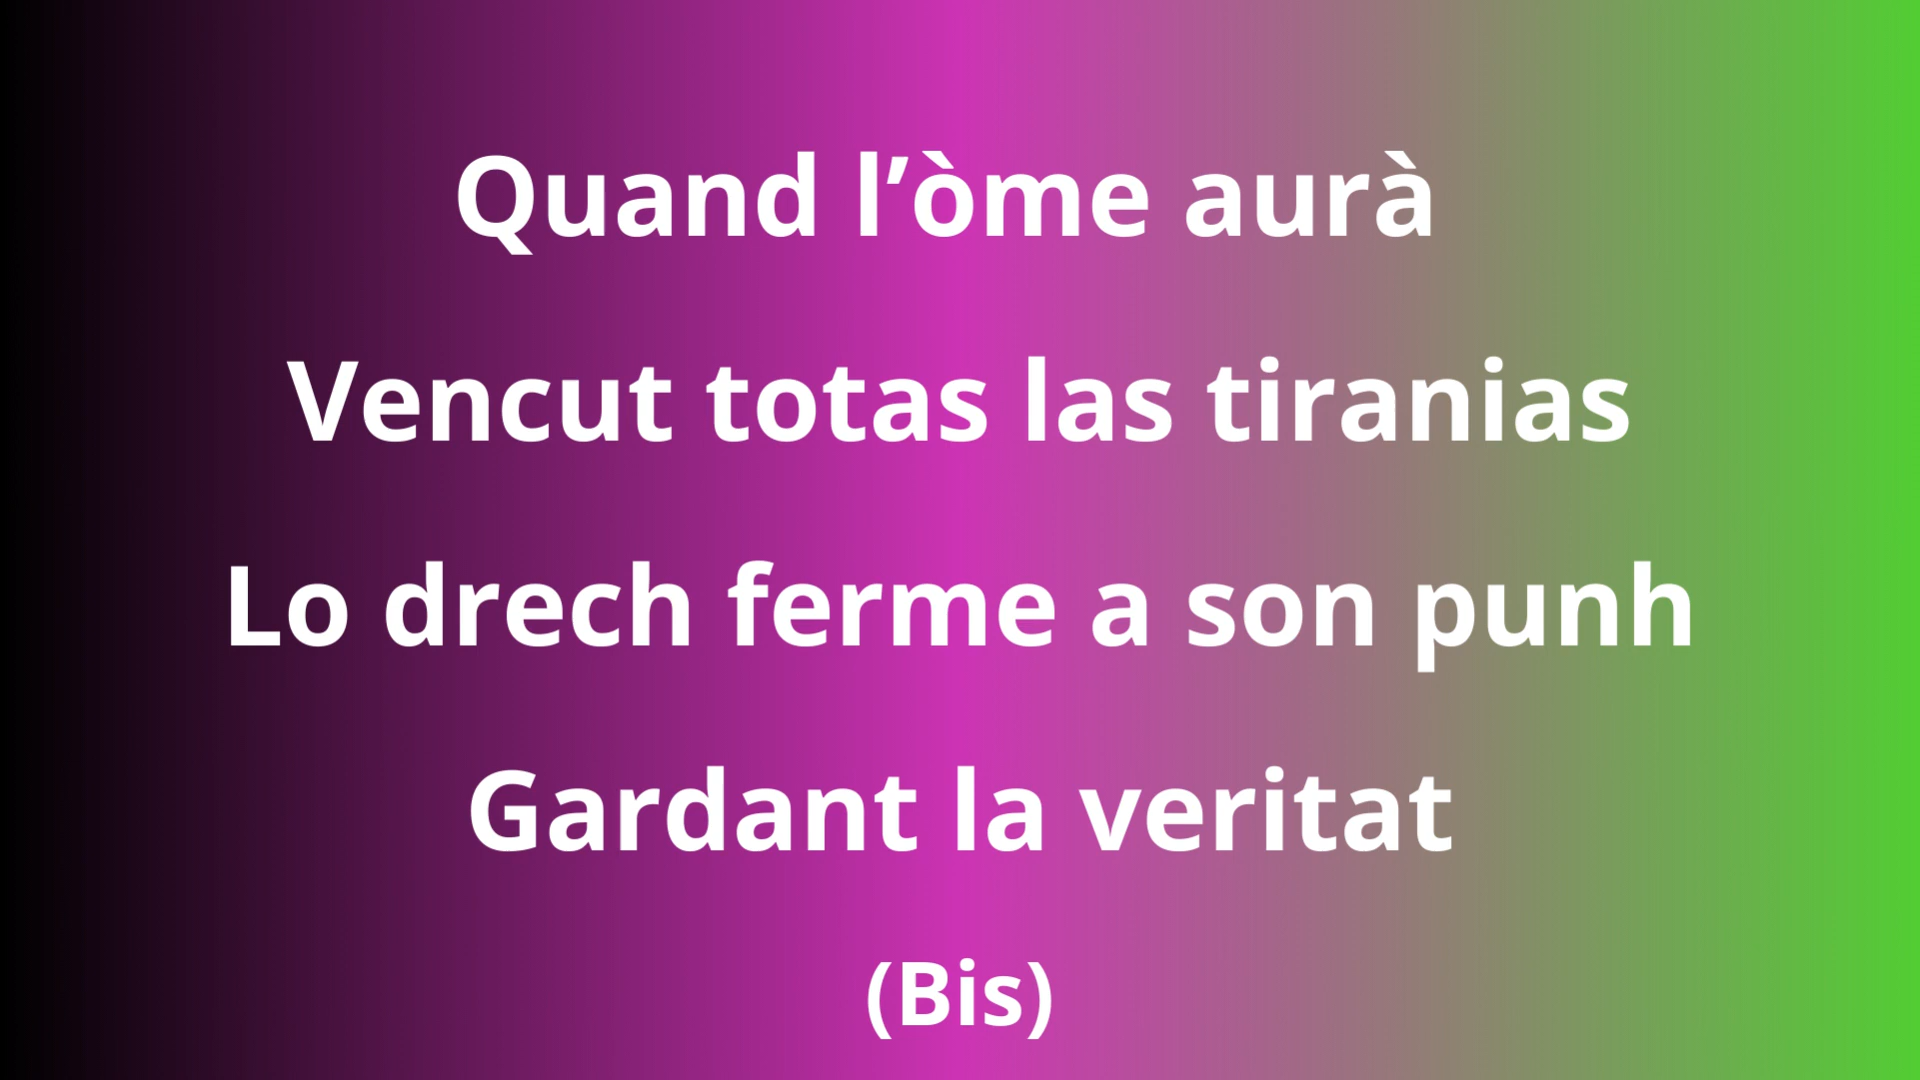 Quand l’òme aurà
Vencut totas las tiranias
Lo drech ferme a son punh
Gardant la veritat
(Bis)